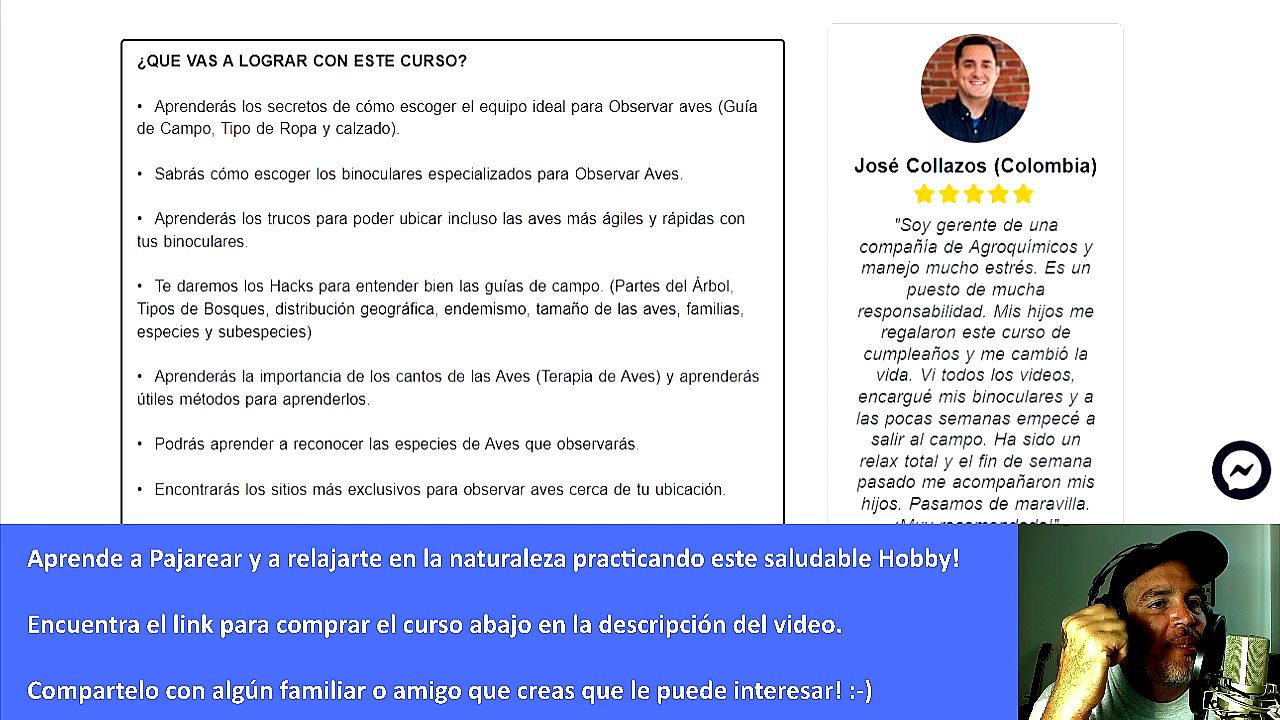 ¿QUE VAS A LOGRAR CON ESTE CURSO?
• Aprenderás los secretos de cómo escoger el equipo ideal para Observar aves (Guía
de Campo, Tipo de Ropa y calzado).
• Sabrás cómo escoger los binoculares especializados para Observar Aves.
• Aprenderás los trucos para poder ubicar incluso las aves más ágiles y rápidas con
tus binoculares.
• Te daremos los Hacks para entender bien las guías de campo. (Partes del Árbol,
Tipos de Bosques, distribución geográfica, endemismo, tamaño de las aves, familias,
especies y subespecies)
• Aprenderás la importancia de los cantos de las Aves (Terapia de Aves) y aprenderás
útiles métodos para aprenderlos.
• Podrás aprender a reconocer las especies de Aves que observarás.
• Encontrarás los sitios más exclusivos para observar aves cerca de tu ubicación.
José Collazos (Colombia)
"Soy gerente de una
compañía de Agroquímicos y
manejo mucho estrés. Es un
puesto de mucha
responsabilidad. Mis hijos me
regalaron este curso de
cumpleaños y me cambió la
vida. Vi todos los videos,
encargué mis binoculares y a
las pocas semanas empecé a
salir al campo. Ha sido un
relax total y el fin de semana
pasado me acompañaron mis
hijos. Pasamos de maravilla.
¡Muy recomendado!"
Aprende a Pajarear y a relajarte en la naturaleza practicando este saludable Hobby!
Encuentra el link para comprar el curso abajo en la descripción del video.
Compartelo con algún familiar o amigo que creas que le puede interesar! :-)